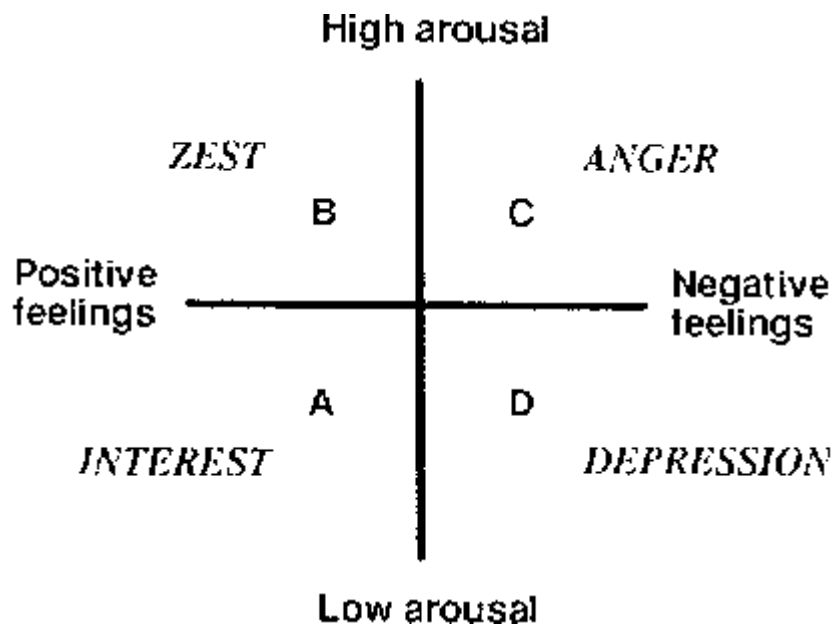 High arousal
ZEST
ANGER
B
C
Positive
feelings
Negative
feelings
A
D
INTEREST
DEPRESSION
Low arousal